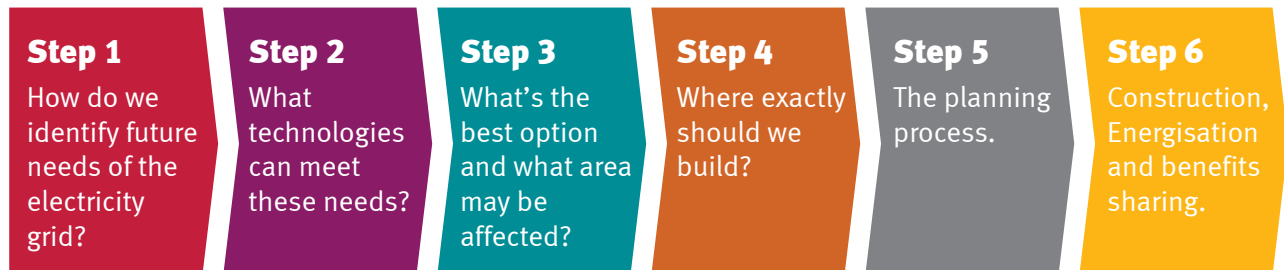 Step 1
How do we
identify future
needs of the
electricity
grid?
Step 2
What
technologies
can meet
these needs?
Step 3
What's the
best option
and what area
may be
affected?
Step 4
Where exactly
should we
build?
Step 5
The planning
process.
Step 6
Construction,
Energisation
and benefits
sharing.